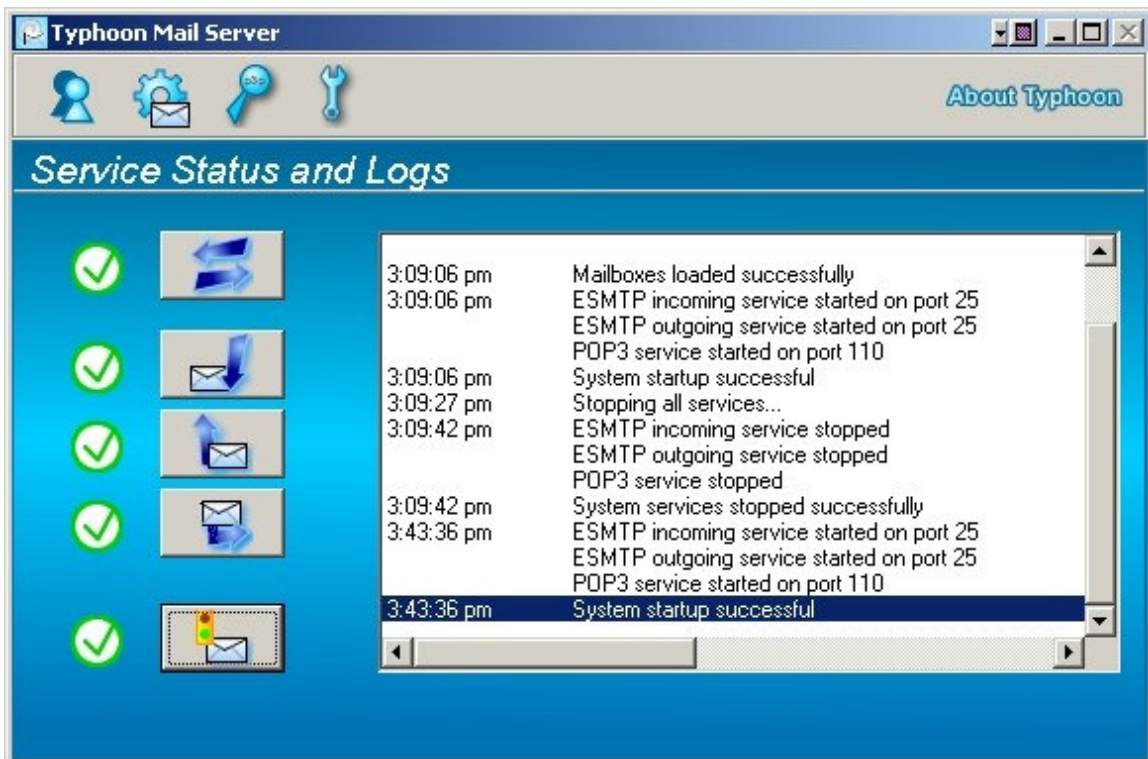 Typhoon Mail Server
About Typhoon
Service Status and Logs
3:09:06 pm Mailboxes loaded successfully
3:09:06 pm ESMTP incoming service started on port 25
ESMTP outgoing service started on port 25
POP3 service started on port 110
3:09:06 pm System startup successful
3:09:27 pm Stopping all services...
3:09:42 pm ESMTP incoming service stopped
ESMTP outgoing service stopped
POP3 service stopped
3:09:42 pm System services stopped successfully
3:43:36 pm ESMTP incoming service started on port 25
ESMTP outgoing service started on port 25
POP3 service started on port 110
3:43:36 pm System startup successful